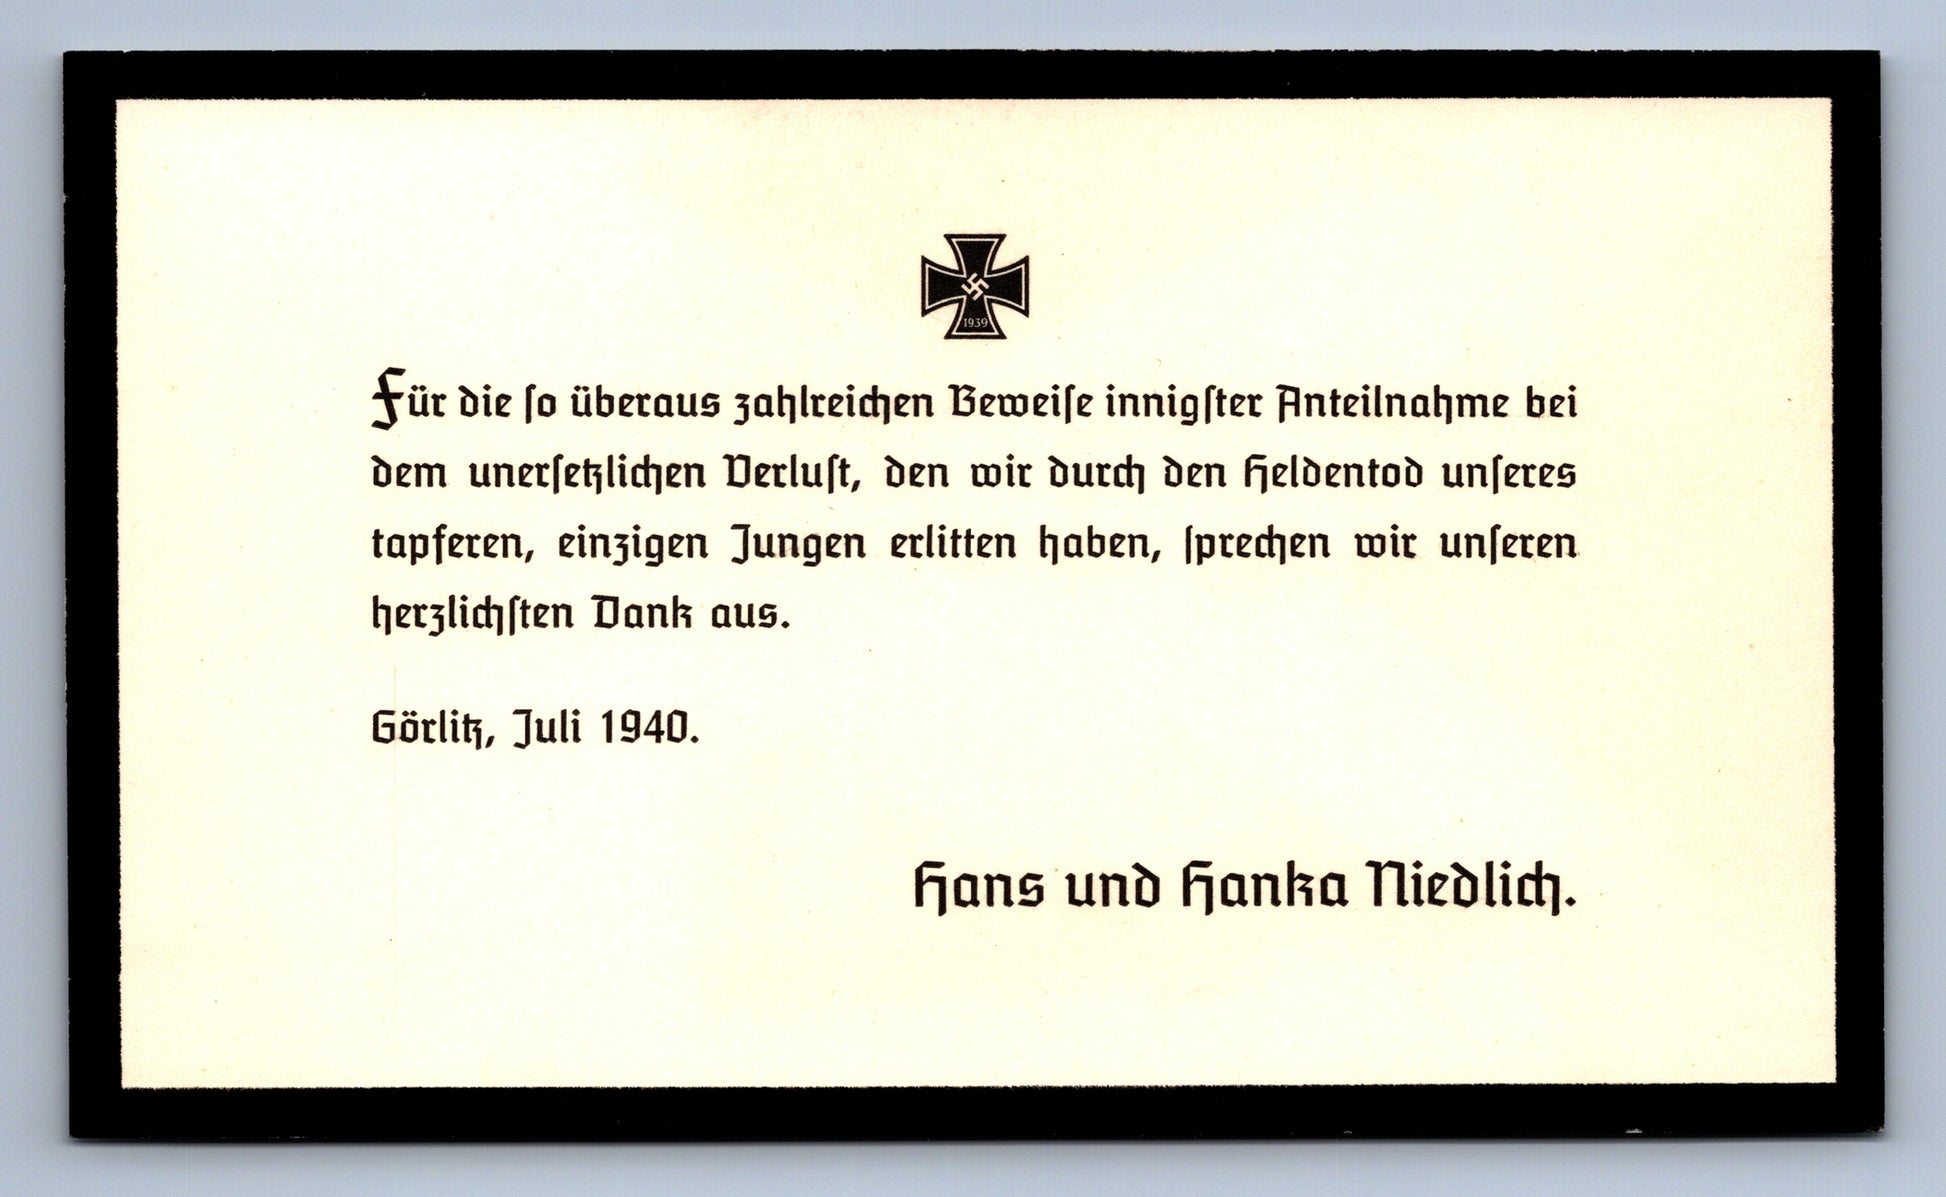 1939
Für die ſo überaus zahlreichen Beweiſe innigſter Anteilnahme bei
dem unerſetzlichen Verluſt, den wir durch den Heldentod unſeres
tapferen, einzigen Jungen erlitten haben, ſprechen wir unſeren
herzlichſten Dank aus.
Görlitz, Juli 1940.
Hans und Hanka Niedlich.